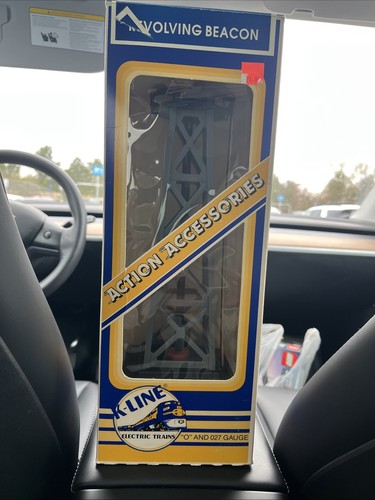 REVOLVING BEACON
ACTION ACCESSORIES
K-LINE
ELECTRIC TRAINS
"O" AND 027 GAUGE